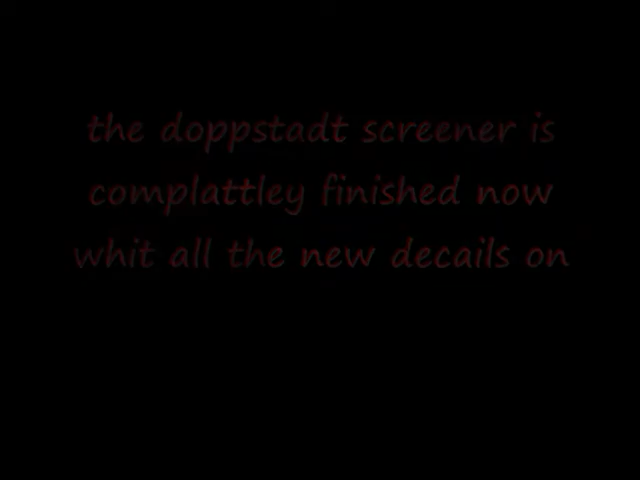 the doppstadt screener is
complattley finished now
whit all the new decails on